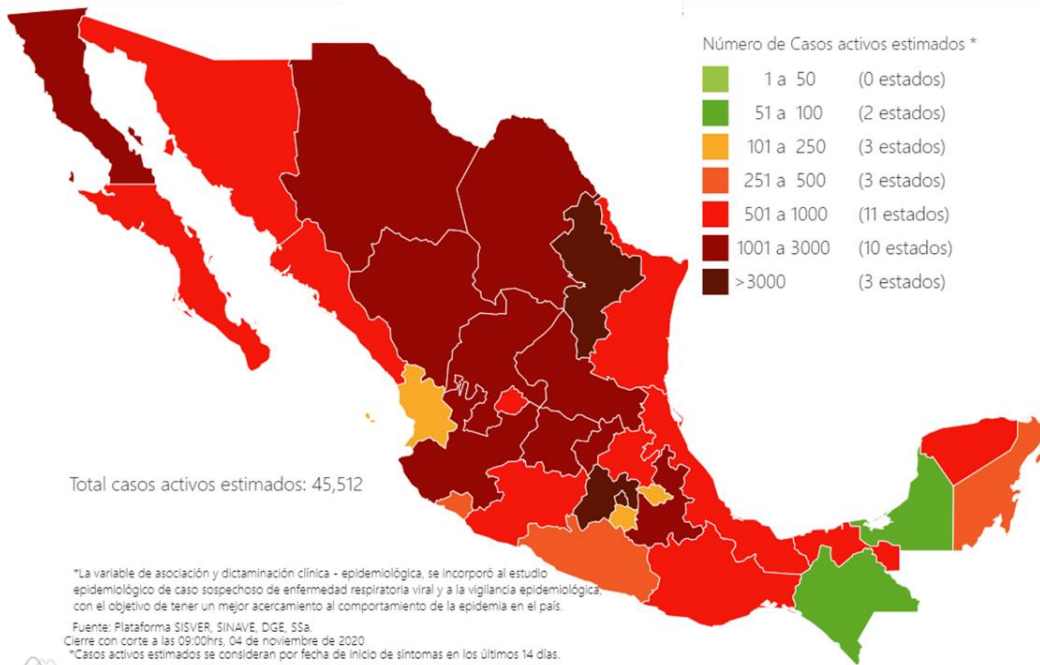 Número de Casos activos estimados *
1 a 50 (0 estados)
51 a 100 (2 estados)
101 a 250 (3 estados)
251 a 500 (3 estados)
501 a 1000 (11 estados)
1001 a 3000 (10 estados)
>3000 (3 estados)
Total casos activos estimados: 45,512
*La variable de asociación y dictaminación clínica - epidemiológica, se incorporó al estudio
epidemiológico de caso sospechoso de enfermedad respiratoria viral y a la vigilancia epidemiológica,
con el objetivo de tener un mejor acercamiento al comportamiento de la epidemia en el país.
Fuente: Plataforma SISVER, SINAVE, DGE, SSa.
Cierre con corte a las 09:00hrs, 04 de noviembre de 2020
*Casos activos estimados se consideran por fecha de inicio de síntomas en los últimos 14 días.